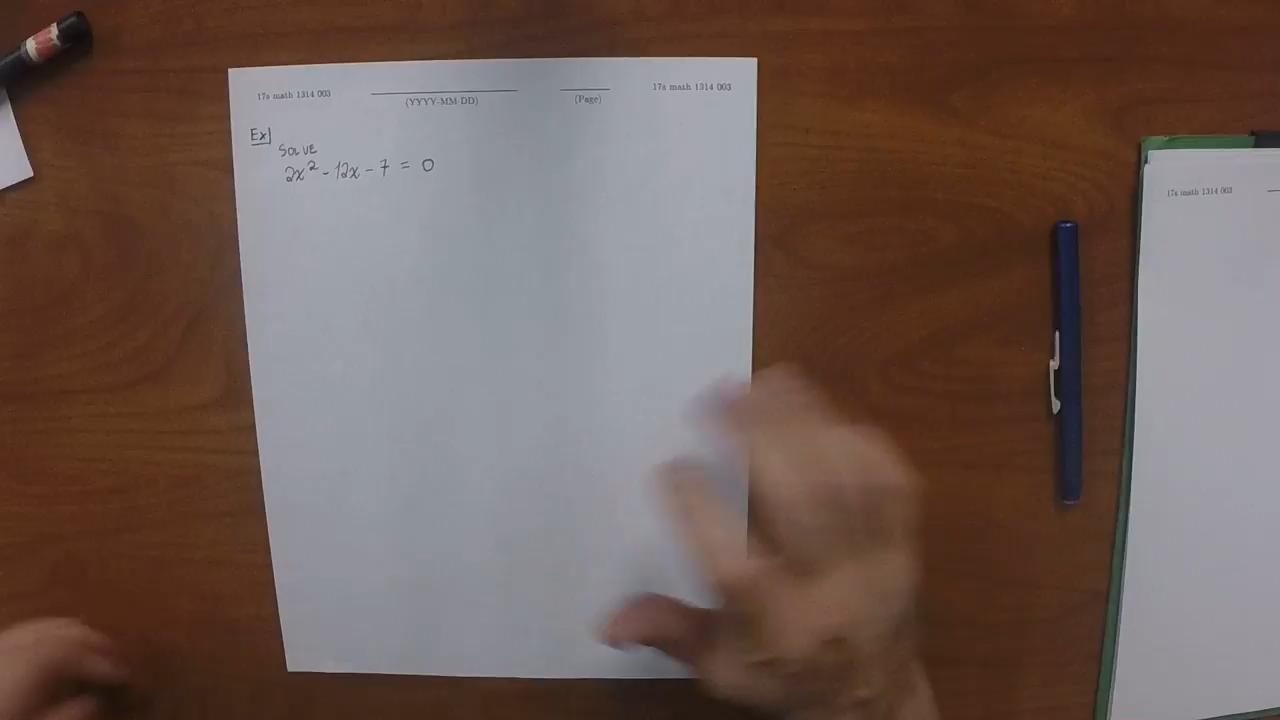 17s math 1314 003
(YYYY-MM-DD)
(Page)
17s math 1314 003
Ex
SOLVE
2x² - 12x - 7 = 0
17s math 1314 003